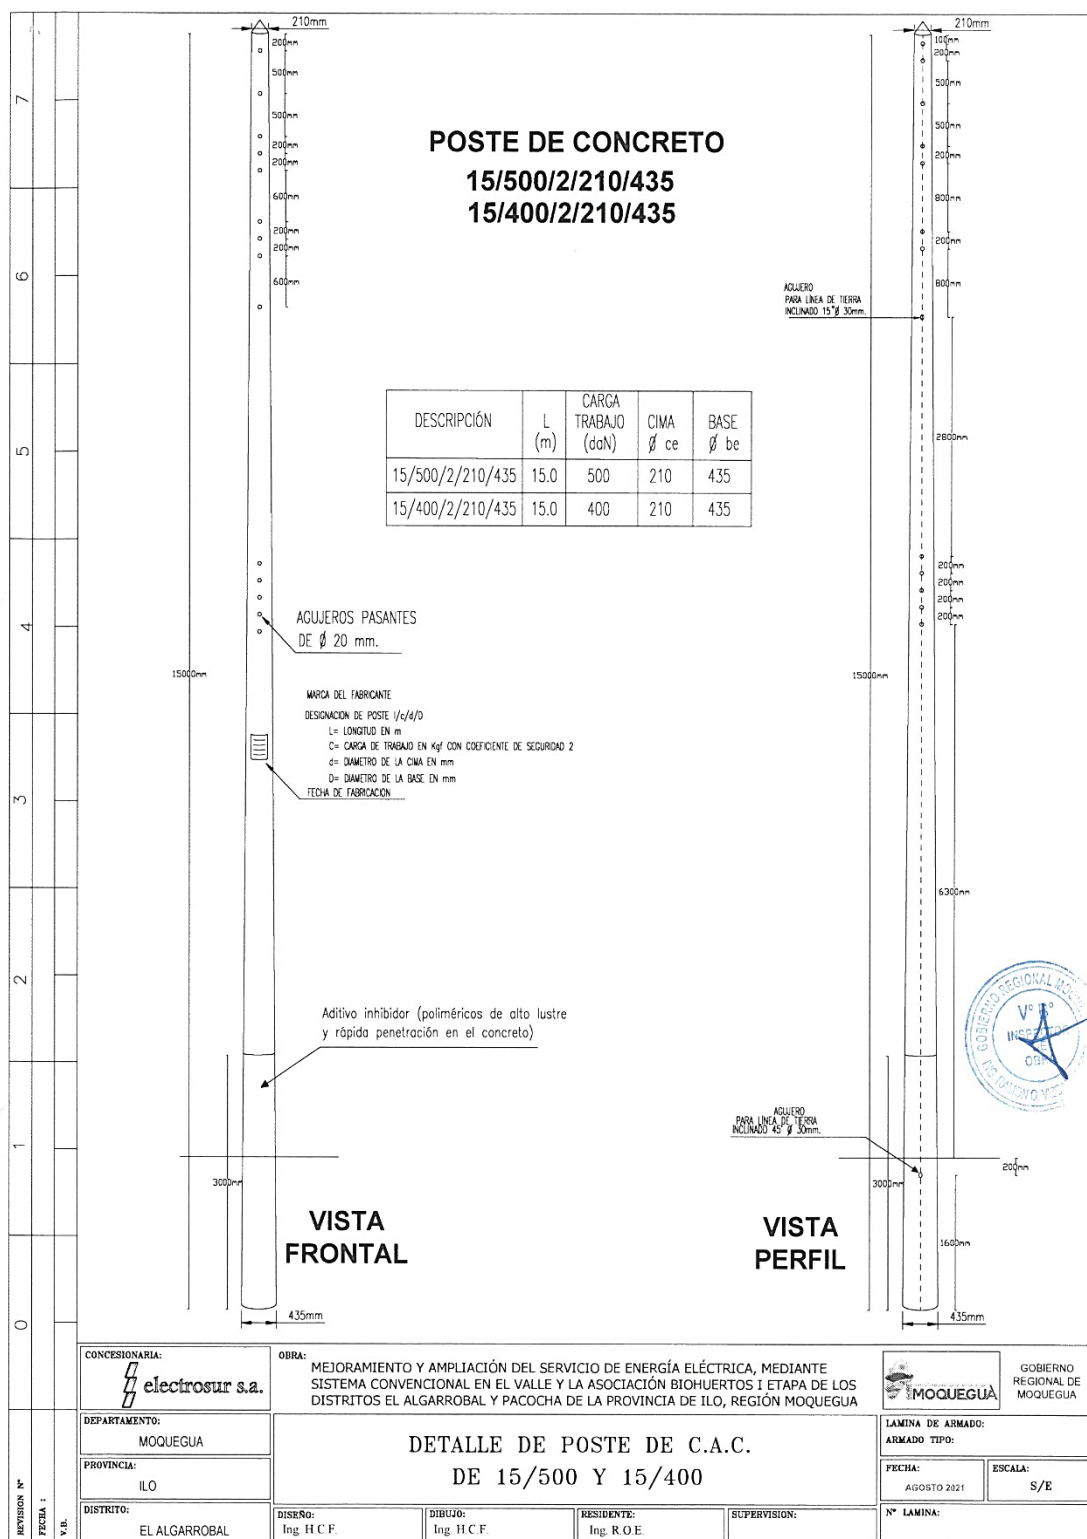 210mm
200mm
500mm
500mm
200mm
200mm
600mm
200mm
200mm
600mm
15000mm
POSTE DE CONCRETO
15/500/2/210/435
15/400/2/210/435
210mm
100mm
200mm
500mm
500mm
200mm
800mm
200mm
800mm
AGUJERO
PARA LÍNEA DE TIERRA
INCLINADO 15°Ø 30mm.
DESCRIPCIÓN L (m) CARGA TRABAJO (daN) CIMA Ø ce BASE Ø be
15/500/2/210/435 15.0 500 210 435
15/400/2/210/435 15.0 400 210 435
2800mm
200mm
200mm
200mm
200mm
15000mm
6300mm
AGUJEROS PASANTES
DE Ø 20 mm.
MARCA DEL FABRICANTE
DESIGNACION DE POSTE l/c/d/D
L= LONGITUD EN m
C= CARGA DE TRABAJO EN Kgf CON COEFICIENTE DE SEGURIDAD 2
d= DIAMETRO DE LA CIMA EN mm
D= DIAMETRO DE LA BASE EN mm
FECHA DE FABRICACION
Aditivo inhibidor (poliméricos de alto lustre
y rápida penetración en el concreto)
GOBIERNO REGIONAL
V° B°
INSPECTOR
DE
OBRA
AGUJERO
PARA LÍNEA DE TIERRA
INCLINADO 45° Ø 30mm.
200mm
3000mm
3000mm
1600mm
VISTA
FRONTAL
VISTA
PERFIL
435mm
435mm
7
6
5
4
3
2
1
0
REVISION N°
FECHA :
V.B.
CONCESIONARIA:
electrosur s.a.
OBRA:
MEJORAMIENTO Y AMPLIACIÓN DEL SERVICIO DE ENERGÍA ELÉCTRICA, MEDIANTE
SISTEMA CONVENCIONAL EN EL VALLE Y LA ASOCIACIÓN BIOHUERTOS I ETAPA DE LOS
DISTRITOS EL ALGARROBAL Y PACOCHA DE LA PROVINCIA DE ILO, REGIÓN MOQUEGUA
MOQUEGUA
GOBIERNO
REGIONAL DE
MOQUEGUA
DEPARTAMENTO:
MOQUEGUA
PROVINCIA:
ILO
DISTRITO:
EL ALGARROBAL
DETALLE DE POSTE DE C.A.C.
DE 15/500 Y 15/400
LAMINA DE ARMADO:
ARMADO TIPO:
FECHA:
AGOSTO 2021
ESCALA:
S/E
DISEÑO:
Ing. H.C.F.
DIBUJO:
Ing. H.C.F.
RESIDENTE:
Ing. R.O.E.
SUPERVISION:
N° LAMINA: